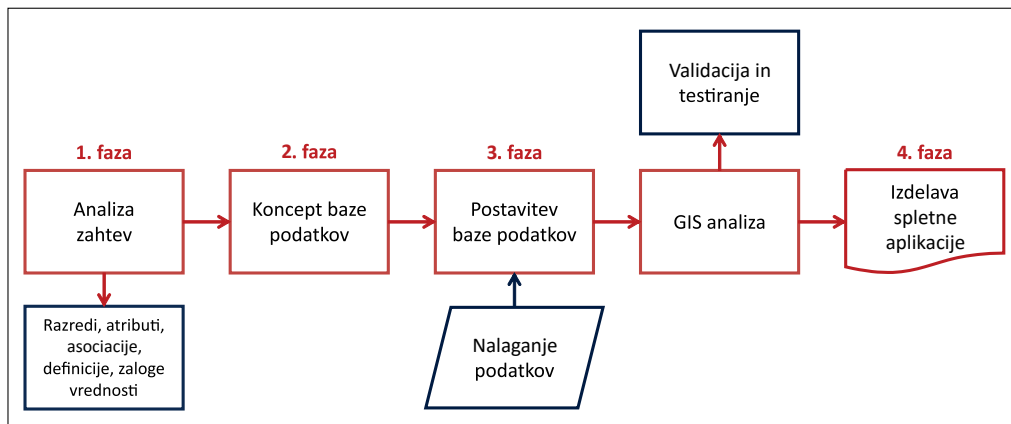 Validacija in
testiranje
1. faza
2. faza
3. faza
4. faza
Analiza
zahtev
Koncept baze
podatkov
Postavitev
baze podatkov
GIS analiza
Izdelava
spletne
aplikacije
Razredi, atributi,
asociacije,
definicije, zaloge
vrednosti
Nalaganje
podatkov